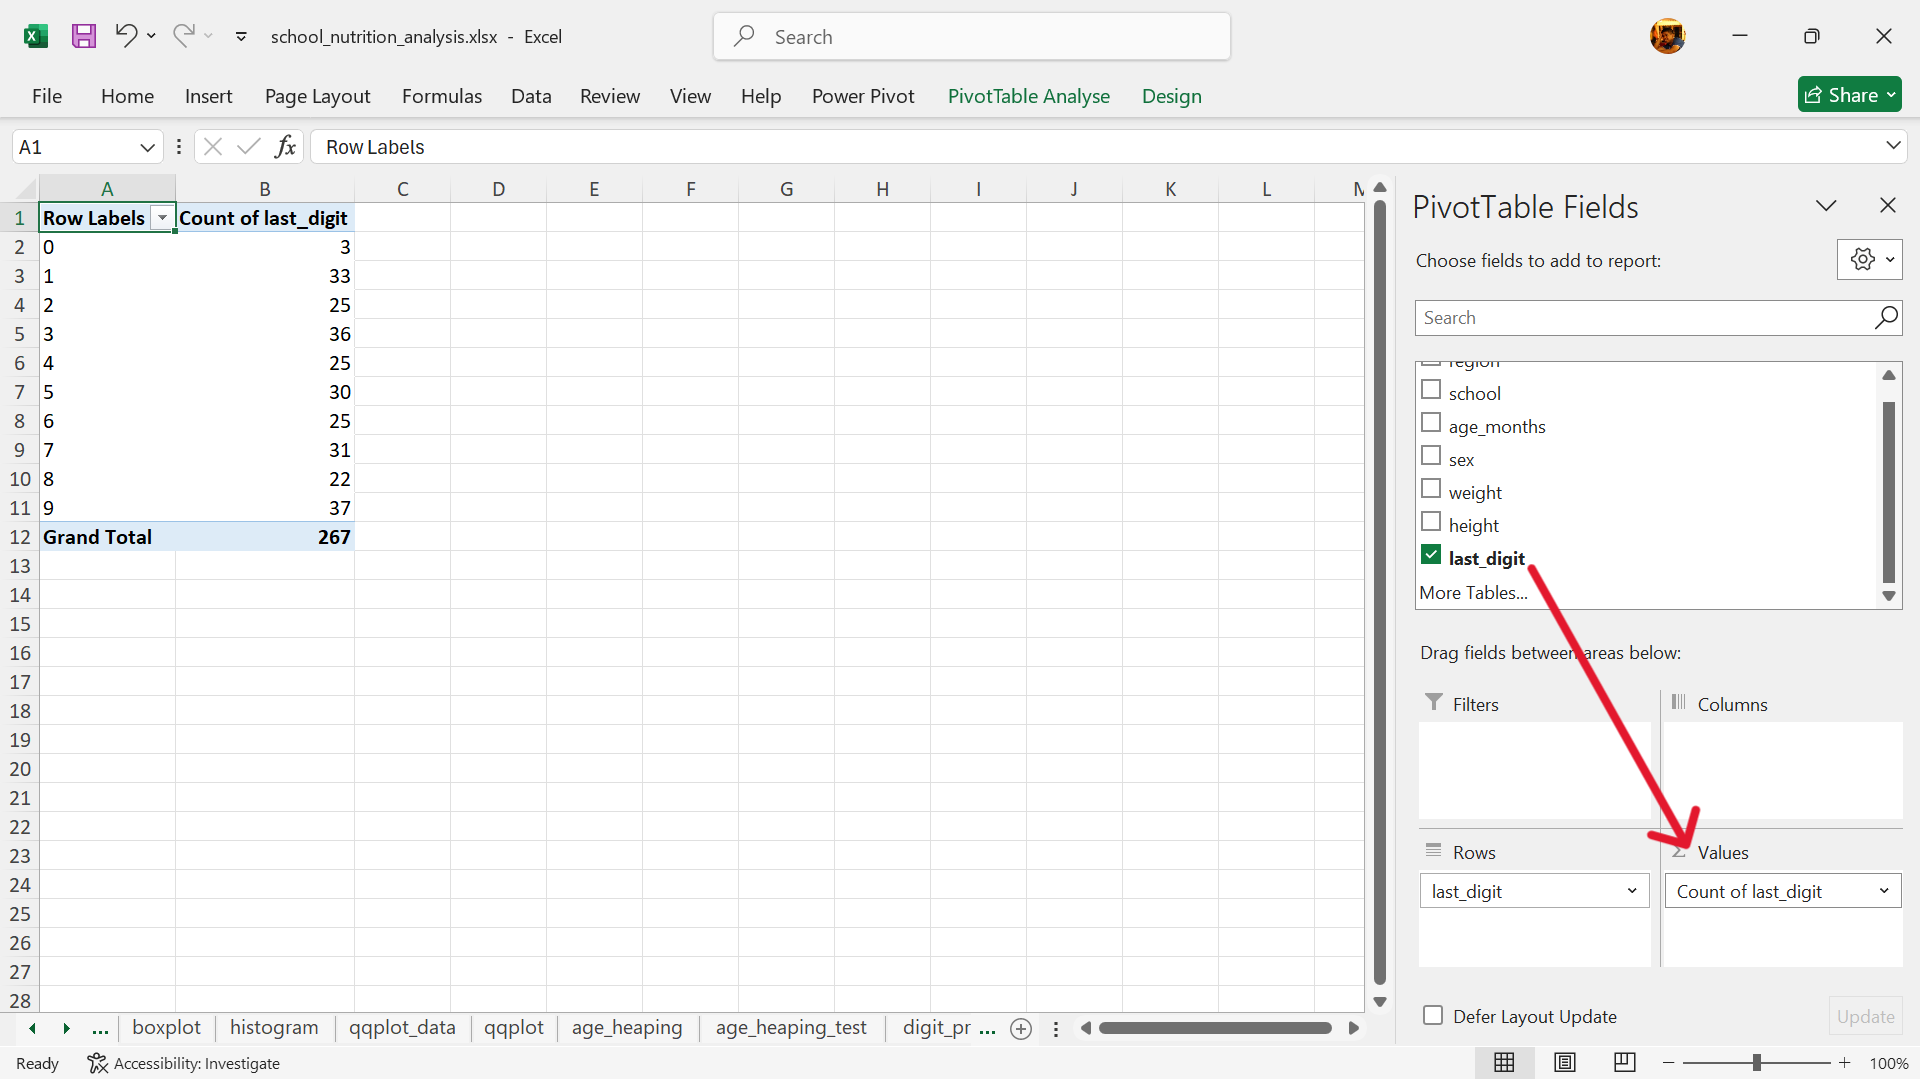 school_nutrition_analysis.xlsx - Excel
Search
File Home Insert Page Layout Formulas Data Review View Help Power Pivot PivotTable Analyse Design
Share
A1
fx
Row Labels
A B C D E F G H I J K L M
1 Row Labels Count of last_digit
2 0 3
3 1 33
4 2 25
5 3 36
6 4 25
7 5 30
8 6 25
9 7 31
10 8 22
11 9 37
12 Grand Total 267
13
14
15
16
17
18
19
20
21
22
23
24
25
26
27
28
PivotTable Fields
Choose fields to add to report:
Search
region
school
age_months
sex
weight
height
last_digit
More Tables...
Drag fields between areas below:
Filters
Columns
Rows
Σ Values
last_digit
Count of last_digit
Defer Layout Update
Update
... boxplot histogram qqplot_data qqplot age_heaping age_heaping_test digit_pr ...
Ready
Accessibility: Investigate
100%